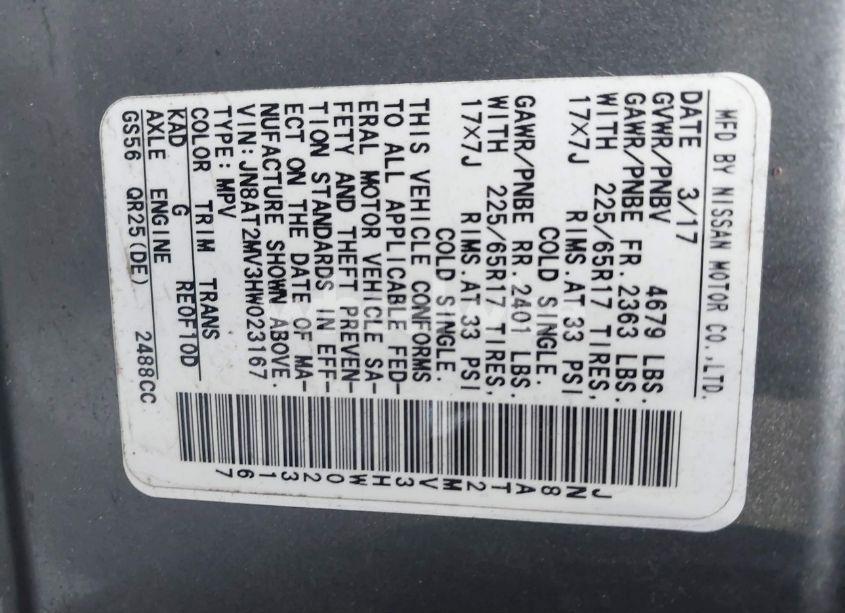 MFD BY NISSAN MOTOR CO.,LTD.
DATE 3/17
GVWR/PNBV 4679 LBS.
GAWR/PNBE FR. 2363 LBS.
WITH 225/65R17 TIRES,
17X7J RIMS.AT 33 PSI
COLD SINGLE.
GAWR/PNBE RR. 2401 LBS.
WITH 225/65R17 TIRES,
17X7J RIMS.AT 33 PSI
COLD SINGLE.
THIS VEHICLE CONFORMS
TO ALL APPLICABLE FED-
ERAL MOTOR VEHICLE SA-
FETY AND THEFT PREVEN-
TION STANDARDS IN EFF-
ECT ON THE DATE OF MA-
NUFACTURE SHOWN ABOVE.
VIN:JN8AT2MV3HW023167
TYPE:MPV
COLOR TRIM TRANS
KAD G RE0F10D
AXLE ENGINE
GS56 QR25(DE) 2488CC
JN8AT2MV3HW023167